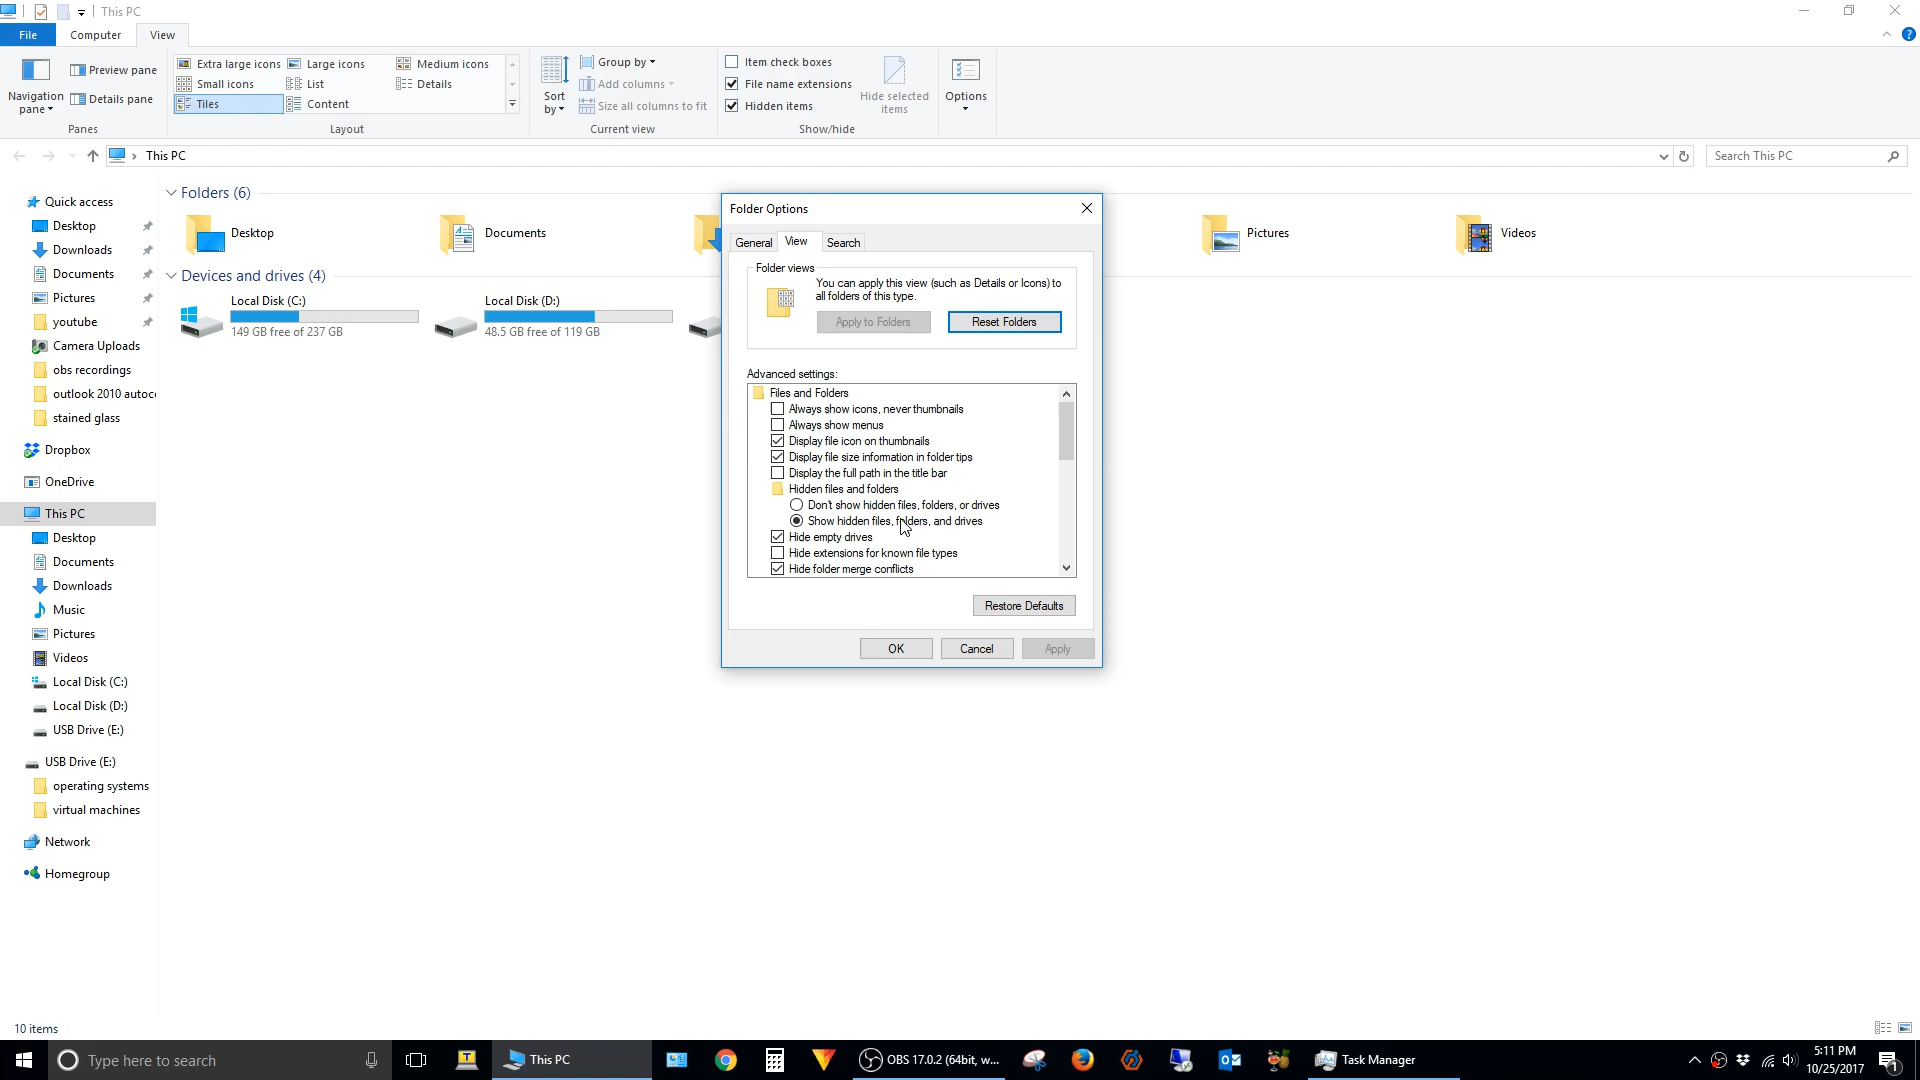 This PC
File Computer View
Navigation pane
Preview pane
Details pane
Panes
Extra large icons Large icons Medium icons
Small icons List Details
Tiles Content
Layout
Sort by
Group by
Add columns
Size all columns to fit
Current view
Item check boxes
File name extensions
Hidden items
Hide selected items
Show/hide
Options
This PC
Search This PC
Quick access
Desktop
Downloads
Documents
Pictures
youtube
Camera Uploads
obs recordings
outlook 2010 autoc
stained glass
Dropbox
OneDrive
This PC
Desktop
Documents
Downloads
Music
Pictures
Videos
Local Disk (C:)
Local Disk (D:)
USB Drive (E:)
USB Drive (E:)
operating systems
virtual machines
Network
Homegroup
Folders (6)
Desktop Documents Pictures Videos
Devices and drives (4)
Local Disk (C:)
149 GB free of 237 GB
Local Disk (D:)
48.5 GB free of 119 GB
Folder Options
General View Search
Folder views
You can apply this view (such as Details or Icons) to
all folders of this type.
Apply to Folders Reset Folders
Advanced settings:
Files and Folders
Always show icons, never thumbnails
Always show menus
Display file icon on thumbnails
Display file size information in folder tips
Display the full path in the title bar
Hidden files and folders
Don't show hidden files, folders, or drives
Show hidden files, folders, and drives
Hide empty drives
Hide extensions for known file types
Hide folder merge conflicts
Restore Defaults
OK Cancel Apply
10 items
Type here to search
This PC
OBS 17.0.2 (64bit, w...
Task Manager
5:11 PM
10/25/2017
1